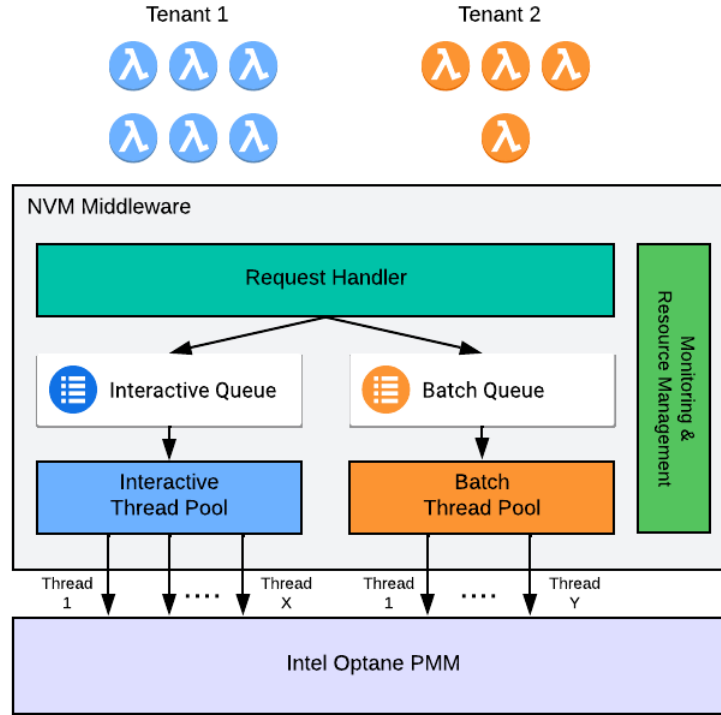 Tenant 1
Tenant 2
λ λ λ
λ λ λ
λ λ λ
λ
NVM Middleware
Request Handler
Interactive Queue
Batch Queue
Interactive
Thread Pool
Batch
Thread Pool
Monitoring &
Resource Management
Thread
1
....
Thread
X
Thread
1
....
Thread
Y
Intel Optane PMM